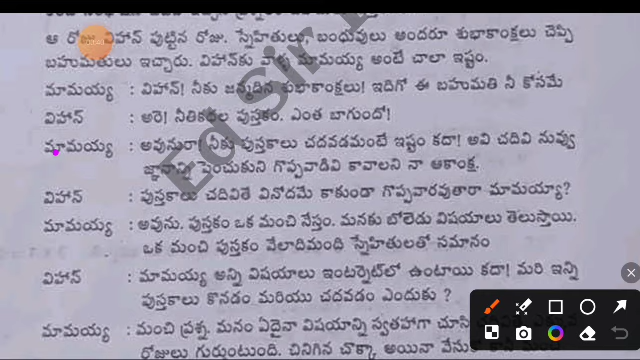 ఆ రోజు విహాన్ పుట్టిన రోజు. స్నేహితులు, బంధువులు అందరూ శుభాకాంక్షలు చెప్పి
బహుమతులు ఇచ్చారు. విహాన్‌కు వాళ్ళ మామయ్య అంటే చాలా ఇష్టం.
మామయ్య : విహాన్! నీకు జన్మదిన శుభాకాంక్షలు! ఇదిగో ఈ బహుమతి నీ కోసమే
విహాన్ : అరె! నీతికథల పుస్తకం. ఎంత బాగుందో!
మామయ్య : అవునురా! నీకు పుస్తకాలు చదవడమంటే ఇష్టం కదా! అవి చదివి నువ్వు
జ్ఞానాన్ని పెంచుకుని గొప్పవాడివి కావాలని నా ఆకాంక్ష.
విహాన్ : పుస్తకాలు చదివితే వినోదమే కాకుండా గొప్పవారవుతారా మామయ్యా?
మామయ్య : అవును. పుస్తకం ఒక మంచి నేస్తం. మనకు బోలెడు విషయాలు తెలుస్తాయి.
ఒక మంచి పుస్తకం వేలాదిమంది స్నేహితులతో సమానం
విహాన్ : మామయ్య అన్ని విషయాలు ఇంటర్నెట్‌లో ఉంటాయి కదా! మరి ఇన్ని
పుస్తకాలు కొనడం మరియు చదవడం ఎందుకు ?
మామయ్య : మంచి ప్రశ్న. మనం ఏదైనా విషయాన్ని స్వతహాగా
రోజులు గుర్తుంటుంది. చినిగిన చొక్కా అయినా
Ed Sir